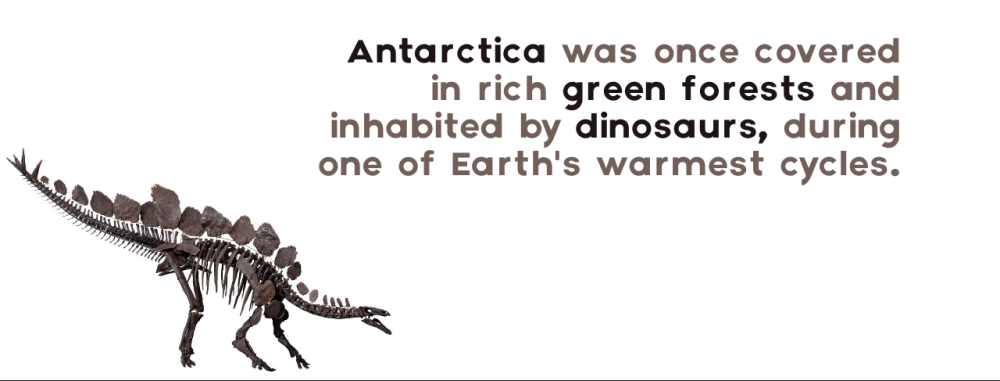 Antarctica was once covered
in rich green forests and
inhabited by dinosaurs, during
one of Earth's warmest cycles.